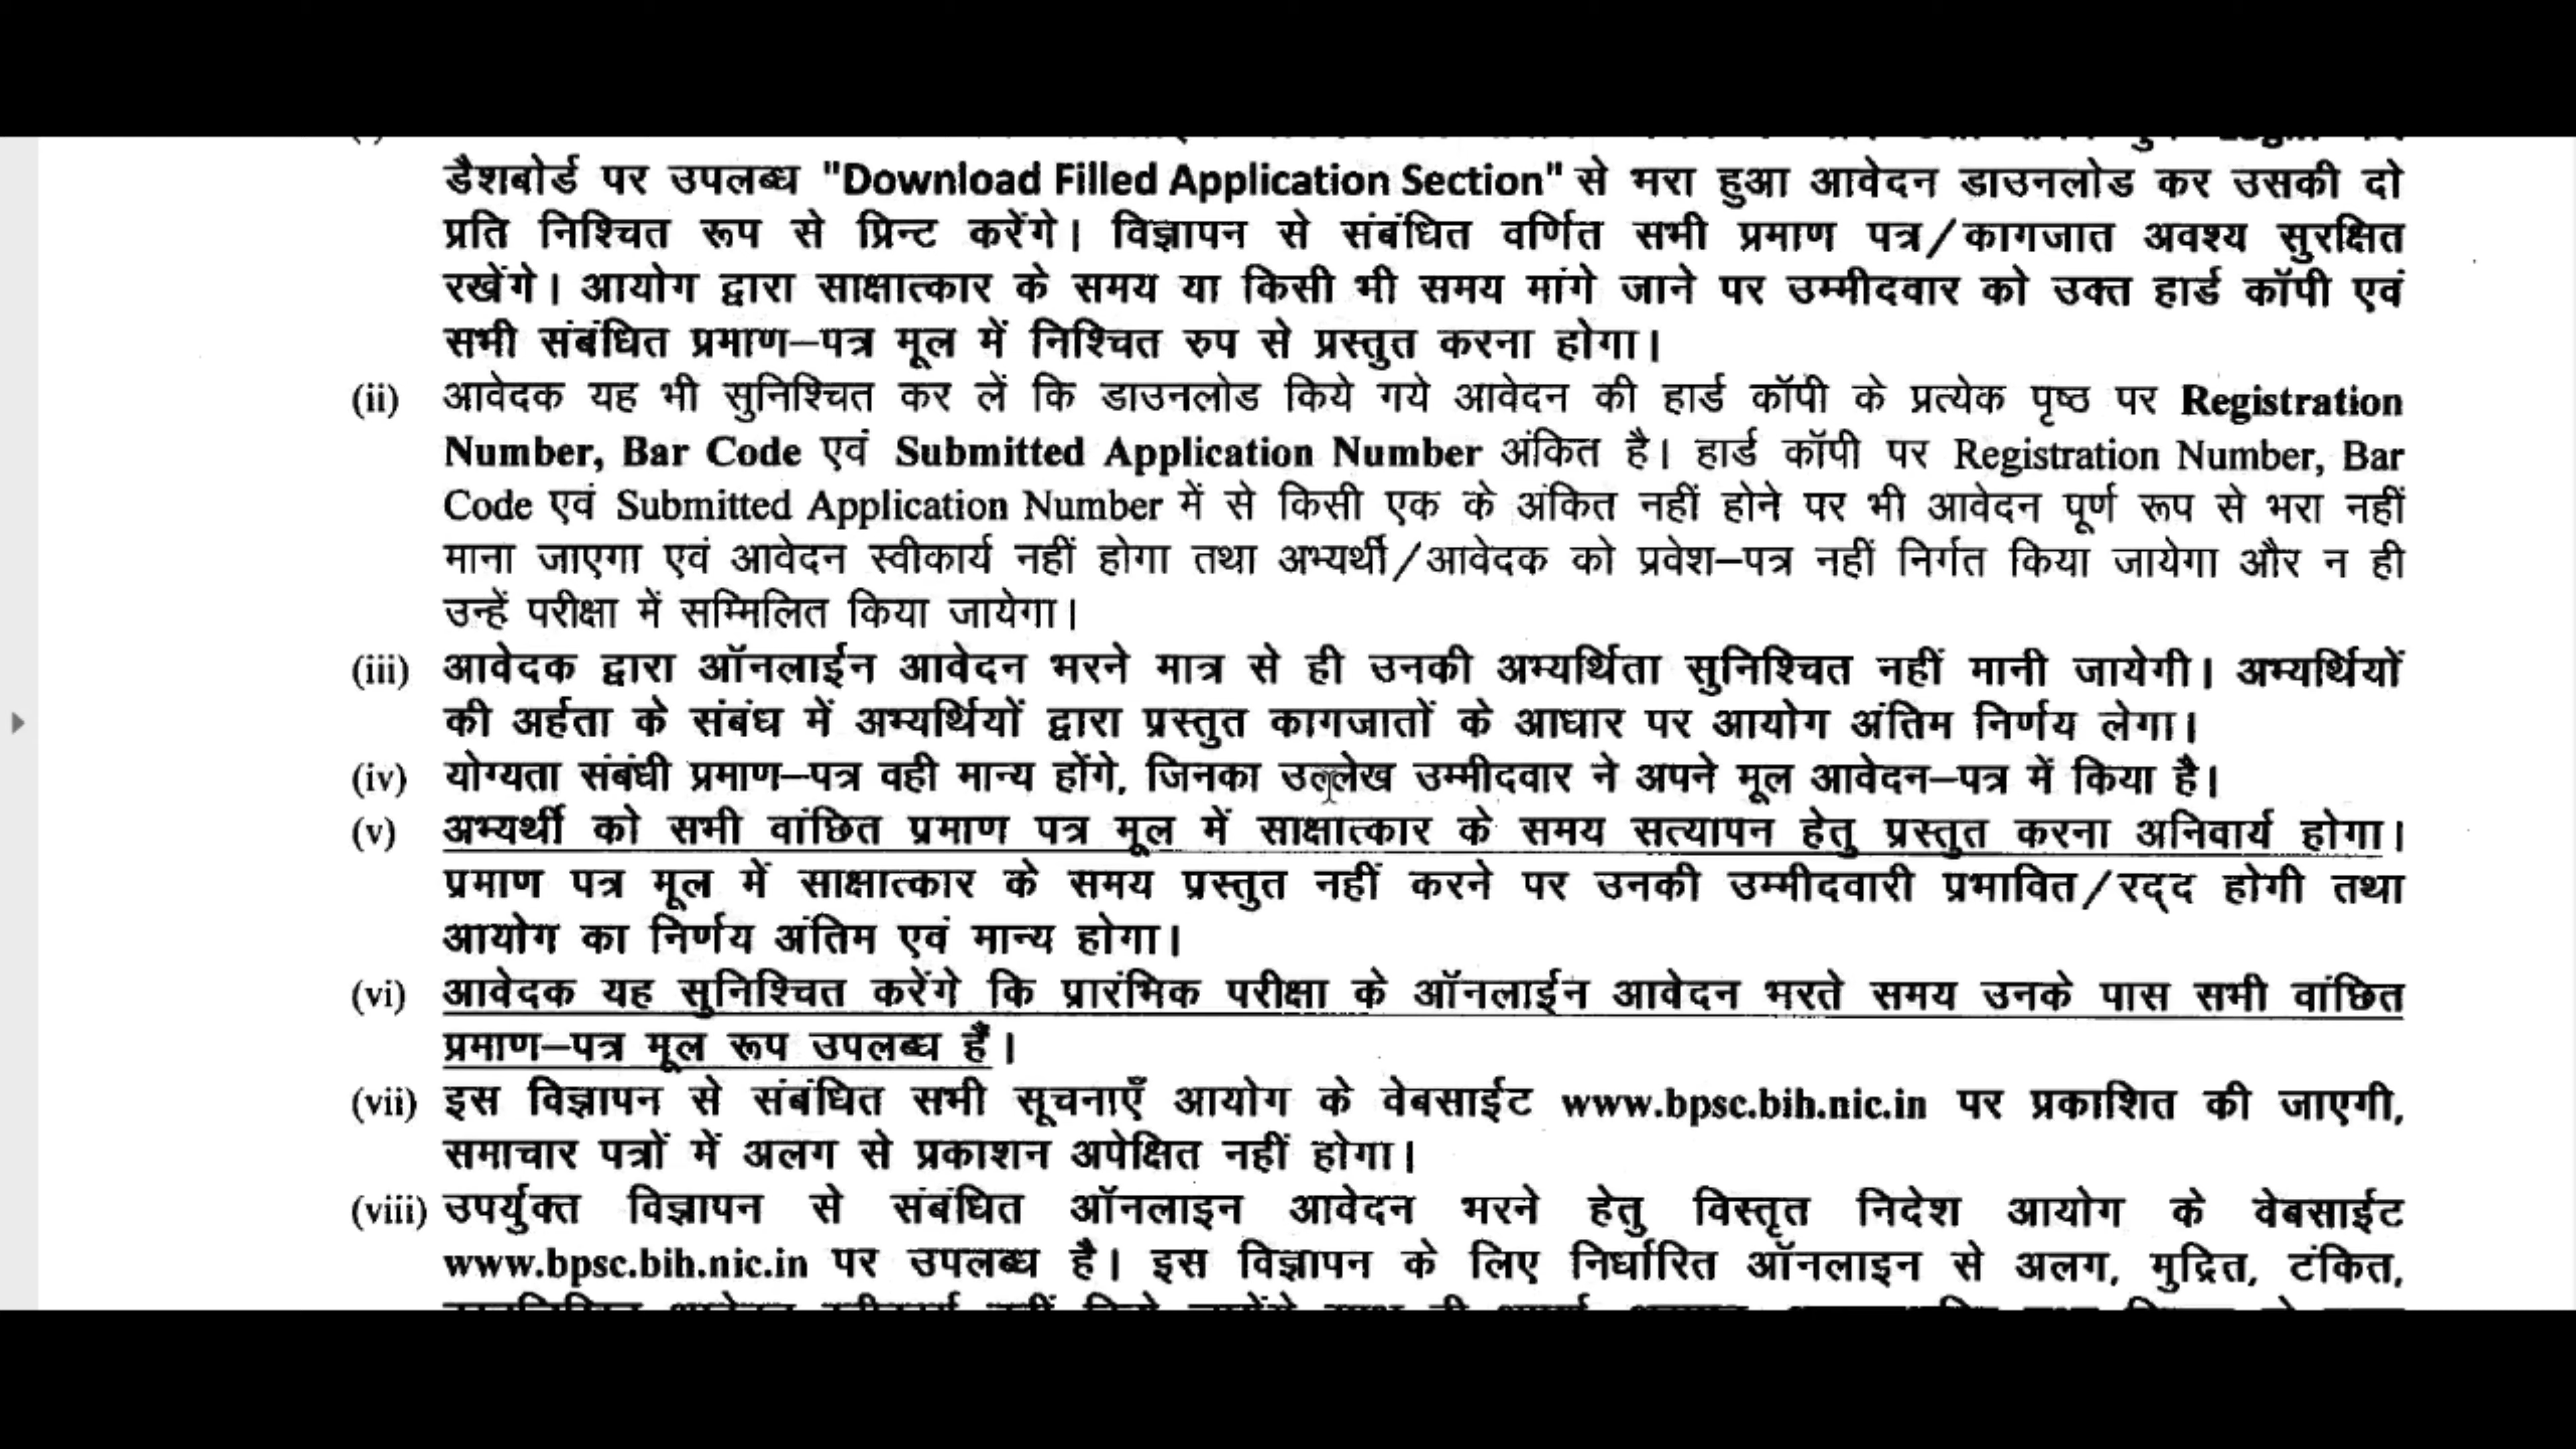 डैशबोर्ड पर उपलब्ध "Download Filled Application Section" से भरा हुआ आवेदन डाउनलोड कर उसकी दो
प्रति निश्चित रूप से प्रिन्ट करेंगे। विज्ञापन से संबंधित वर्णित सभी प्रमाण पत्र/कागजात अवश्य सुरक्षित
रखेंगे। आयोग द्वारा साक्षात्कार के समय या किसी भी समय मांगे जाने पर उम्मीदवार को उक्त हार्ड कॉपी एवं
सभी संबंधित प्रमाण–पत्र मूल में निश्चित रुप से प्रस्तुत करना होगा।
(ii) आवेदक यह भी सुनिश्चित कर लें कि डाउनलोड किये गये आवेदन की हार्ड कॉपी के प्रत्येक पृष्ठ पर Registration
Number, Bar Code एवं Submitted Application Number अंकित है। हार्ड कॉपी पर Registration Number, Bar
Code एवं Submitted Application Number में से किसी एक के अंकित नहीं होने पर भी आवेदन पूर्ण रूप से भरा नहीं
माना जाएगा एवं आवेदन स्वीकार्य नहीं होगा तथा अभ्यर्थी/आवेदक को प्रवेश–पत्र नहीं निर्गत किया जायेगा और न ही
उन्हें परीक्षा में सम्मिलित किया जायेगा।
(iii) आवेदक द्वारा ऑनलाईन आवेदन भरने मात्र से ही उनकी अभ्यर्थिता सुनिश्चित नहीं मानी जायेगी। अभ्यर्थियों
की अर्हता के संबंध में अभ्यर्थियों द्वारा प्रस्तुत कागजातों के आधार पर आयोग अंतिम निर्णय लेगा।
(iv) योग्यता संबंधी प्रमाण–पत्र वही मान्य होंगे, जिनका उल्लेख उम्मीदवार ने अपने मूल आवेदन–पत्र में किया है।
(v) अभ्यर्थी को सभी वांछित प्रमाण पत्र मूल में साक्षात्कार के समय सत्यापन हेतु प्रस्तुत करना अनिवार्य होगा।
प्रमाण पत्र मूल में साक्षात्कार के समय प्रस्तुत नहीं करने पर उनकी उम्मीदवारी प्रभावित/रद्द होगी तथा
आयोग का निर्णय अंतिम एवं मान्य होगा।
(vi) आवेदक यह सुनिश्चित करेंगे कि प्रारंभिक परीक्षा के ऑनलाईन आवेदन भरते समय उनके पास सभी वांछित
प्रमाण–पत्र मूल रूप उपलब्ध हैं।
(vii) इस विज्ञापन से संबंधित सभी सूचनाएँ आयोग के वेबसाईट www.bpsc.bih.nic.in पर प्रकाशित की जाएगी,
समाचार पत्रों में अलग से प्रकाशन अपेक्षित नहीं होगा।
(viii) उपर्युक्त विज्ञापन से संबंधित ऑनलाइन आवेदन भरने हेतु विस्तृत निदेश आयोग के वेबसाईट
www.bpsc.bih.nic.in पर उपलब्ध है। इस विज्ञापन के लिए निर्धारित ऑनलाइन से अलग, मुद्रित, टंकित,